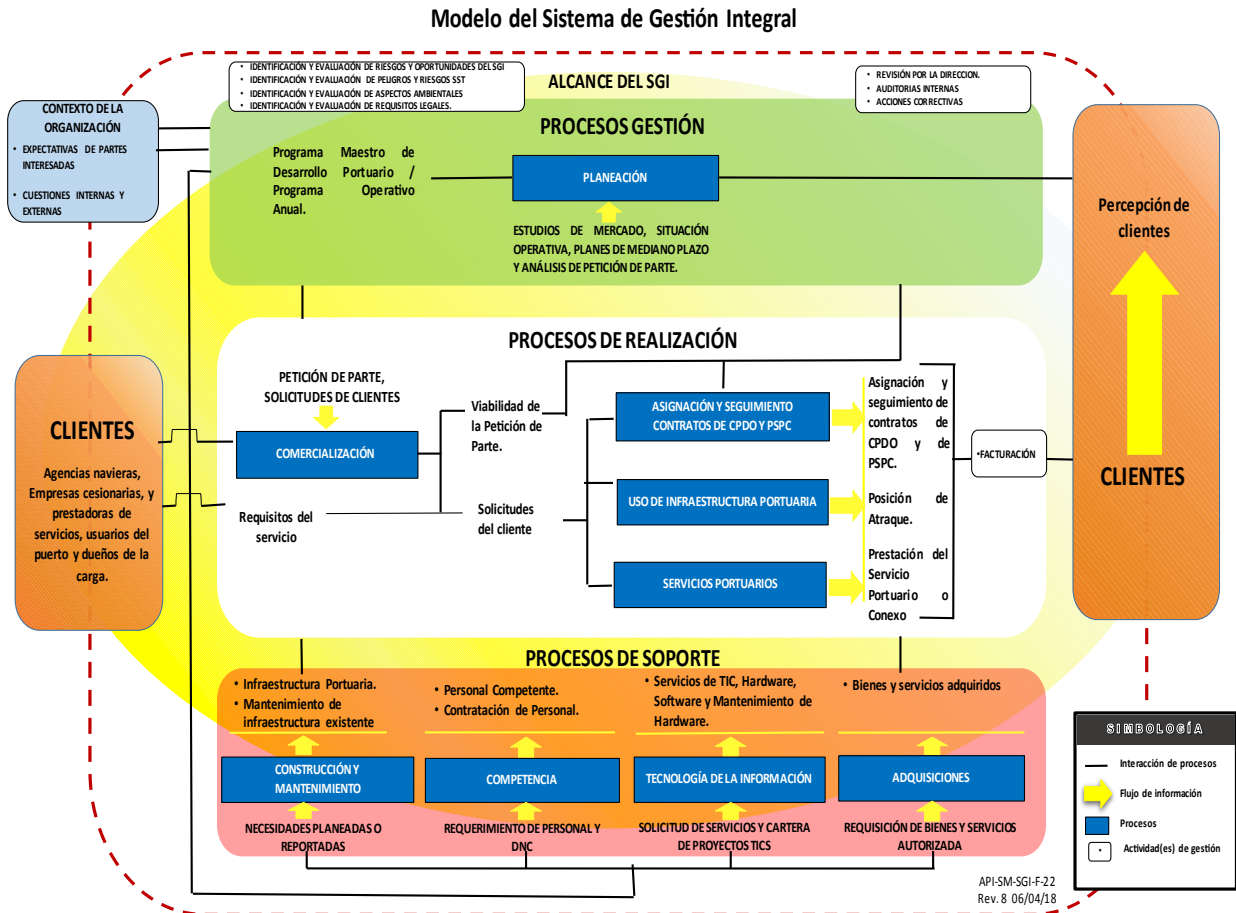 Modelo del Sistema de Gestión Integral
• IDENTIFICACIÓN Y EVALUACIÓN DE RIESGOS Y OPORTUNIDADES DEL SGI
• IDENTIFICACIÓN Y EVALUACIÓN DE PELIGROS Y RIESGOS SST
• IDENTIFICACIÓN Y EVALUACIÓN DE ASPECTOS AMBIENTALES
• IDENTIFICACIÓN Y EVALUACIÓN DE REQUISITOS LEGALES.
ALCANCE DEL SGI
• REVISIÓN POR LA DIRECCION.
• AUDITORIAS INTERNAS
• ACCIONES CORRECTIVAS
CONTEXTO DE LA
ORGANIZACIÓN
• EXPECTATIVAS DE PARTES
INTERESADAS
• CUESTIONES INTERNAS Y
EXTERNAS
PROCESOS GESTIÓN
Programa Maestro de
Desarrollo Portuario /
Programa Operativo
Anual.
PLANEACIÓN
ESTUDIOS DE MERCADO, SITUACIÓN
OPERATIVA, PLANES DE MEDIANO PLAZO
Y ANÁLISIS DE PETICIÓN DE PARTE.
Percepción de
clientes
CLIENTES
PROCESOS DE REALIZACIÓN
CLIENTES
Agencias navieras,
Empresas cesionarias, y
prestadoras de
servicios, usuarios del
puerto y dueños de la
carga.
PETICIÓN DE PARTE,
SOLICITUDES DE CLIENTES
COMERCIALIZACIÓN
Requisitos del
servicio
Viabilidad de
la Petición de
Parte.
Solicitudes
del cliente
ASIGNACIÓN Y SEGUIMIENTO
CONTRATOS DE CPDO Y PSPC
USO DE INFRAESTRUCTURA PORTUARIA
SERVICIOS PORTUARIOS
Asignación y
seguimiento de
contratos de
CPDO y de
PSPC.
Posición de
Atraque.
Prestación del
Servicio
Portuario o
Conexo
•FACTURACIÓN
PROCESOS DE SOPORTE
• Infraestructura Portuaria.
• Mantenimiento de
infraestructura existente
• Personal Competente.
• Contratación de Personal.
• Servicios de TIC, Hardware,
Software y Mantenimiento de
Hardware.
• Bienes y servicios adquiridos
CONSTRUCCIÓN Y
MANTENIMIENTO
COMPETENCIA
TECNOLOGÍA DE LA INFORMACIÓN
ADQUISICIONES
NECESIDADES PLANEADAS O
REPORTADAS
REQUERIMIENTO DE PERSONAL Y
DNC
SOLICITUD DE SERVICIOS Y CARTERA
DE PROYECTOS TICS
REQUISICIÓN DE BIENES Y SERVICIOS
AUTORIZADA
SIMBOLOGÍA
Interacción de procesos
Flujo de información
Procesos
• Actividad(es) de gestión
API-SM-SGI-F-22
Rev. 8 06/04/18